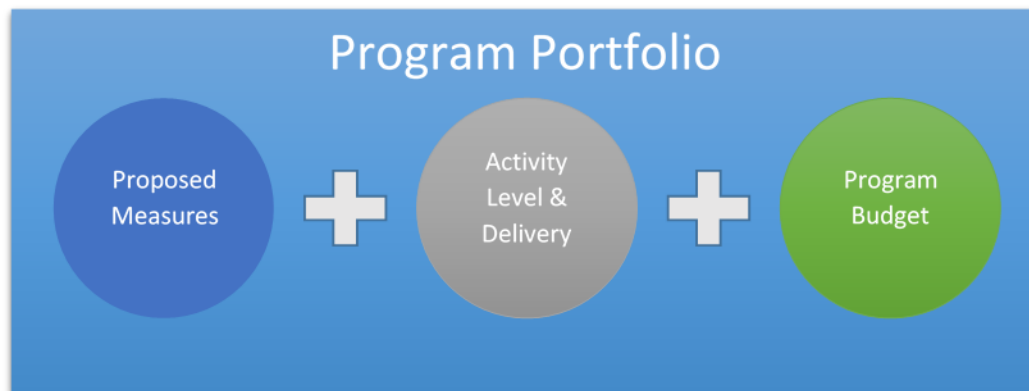 Program Portfolio
Proposed
Measures
Activity
Level &
Delivery
Program
Budget